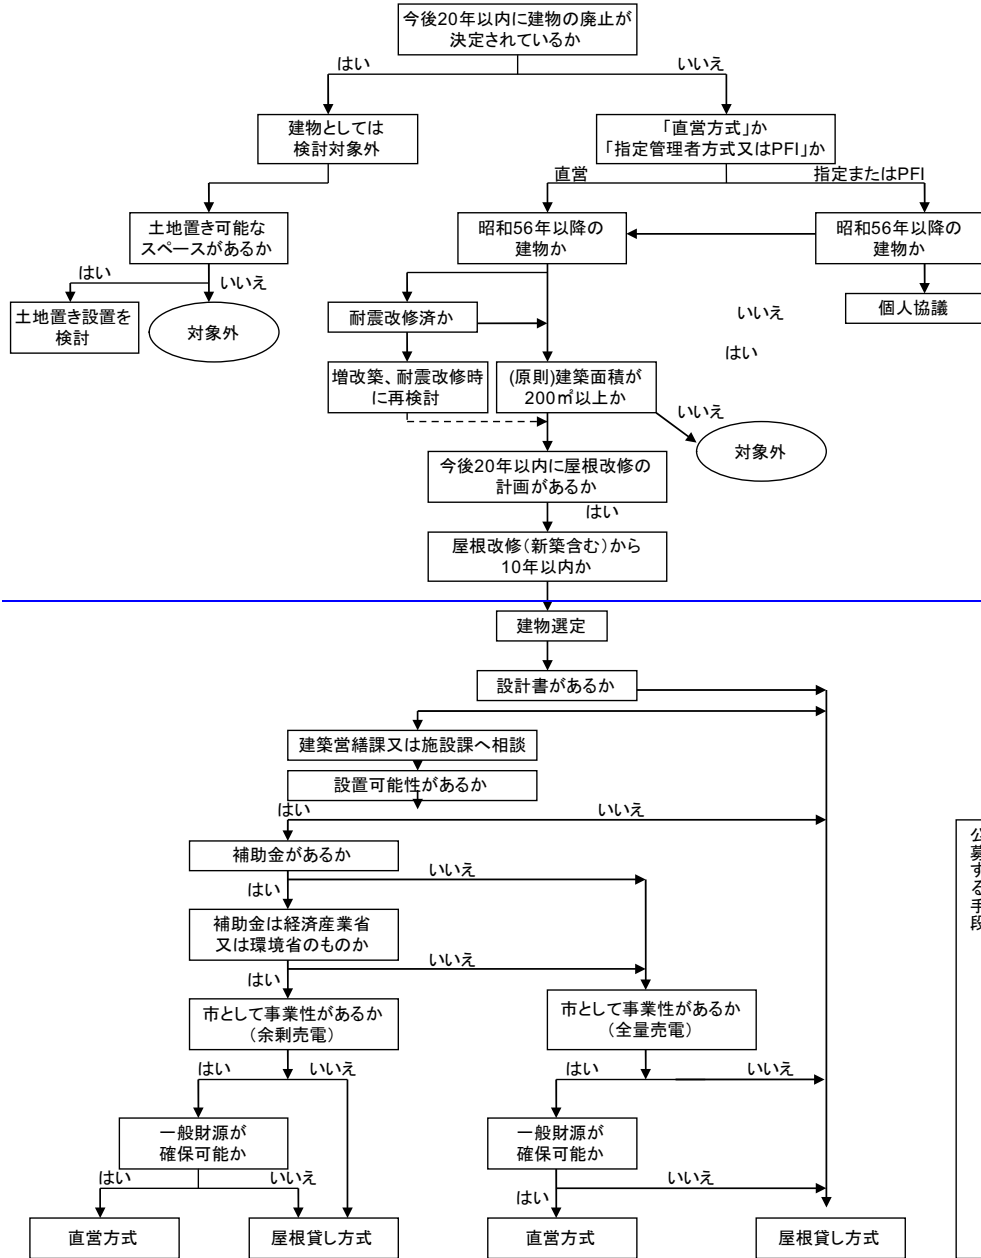 今後20年以内に建物の廃止が
決定されているか
はい
いいえ
建物としては
検討対象外
「直営方式」か
「指定管理者方式又はPFI」か
直営
指定またはPFI
土地置き可能な
スペースがあるか
昭和56年以降の
建物か
昭和56年以降の
建物か
はい
いいえ
土地置き設置を
検討
対象外
耐震改修済か
いいえ
個人協議
はい
増改築、耐震改修時
に再検討
(原則)建築面積が
200㎡以上か
いいえ
対象外
今後20年以内に屋根改修の
計画があるか
はい
屋根改修（新築含む）から
10年以内か
建物選定
設計書があるか
建築営繕課又は施設課へ相談
設置可能性があるか
はい
いいえ
補助金があるか
いいえ
はい
補助金は経済産業省
又は環境省のものか
いいえ
はい
市として事業性があるか
（余剰売電）
市として事業性があるか
（全量売電）
はい
いいえ
はい
いいえ
一般財源が
確保可能か
一般財源が
確保可能か
はい
いいえ
いいえ
はい
直営方式
屋根貸し方式
直営方式
屋根貸し方式
公募する手段